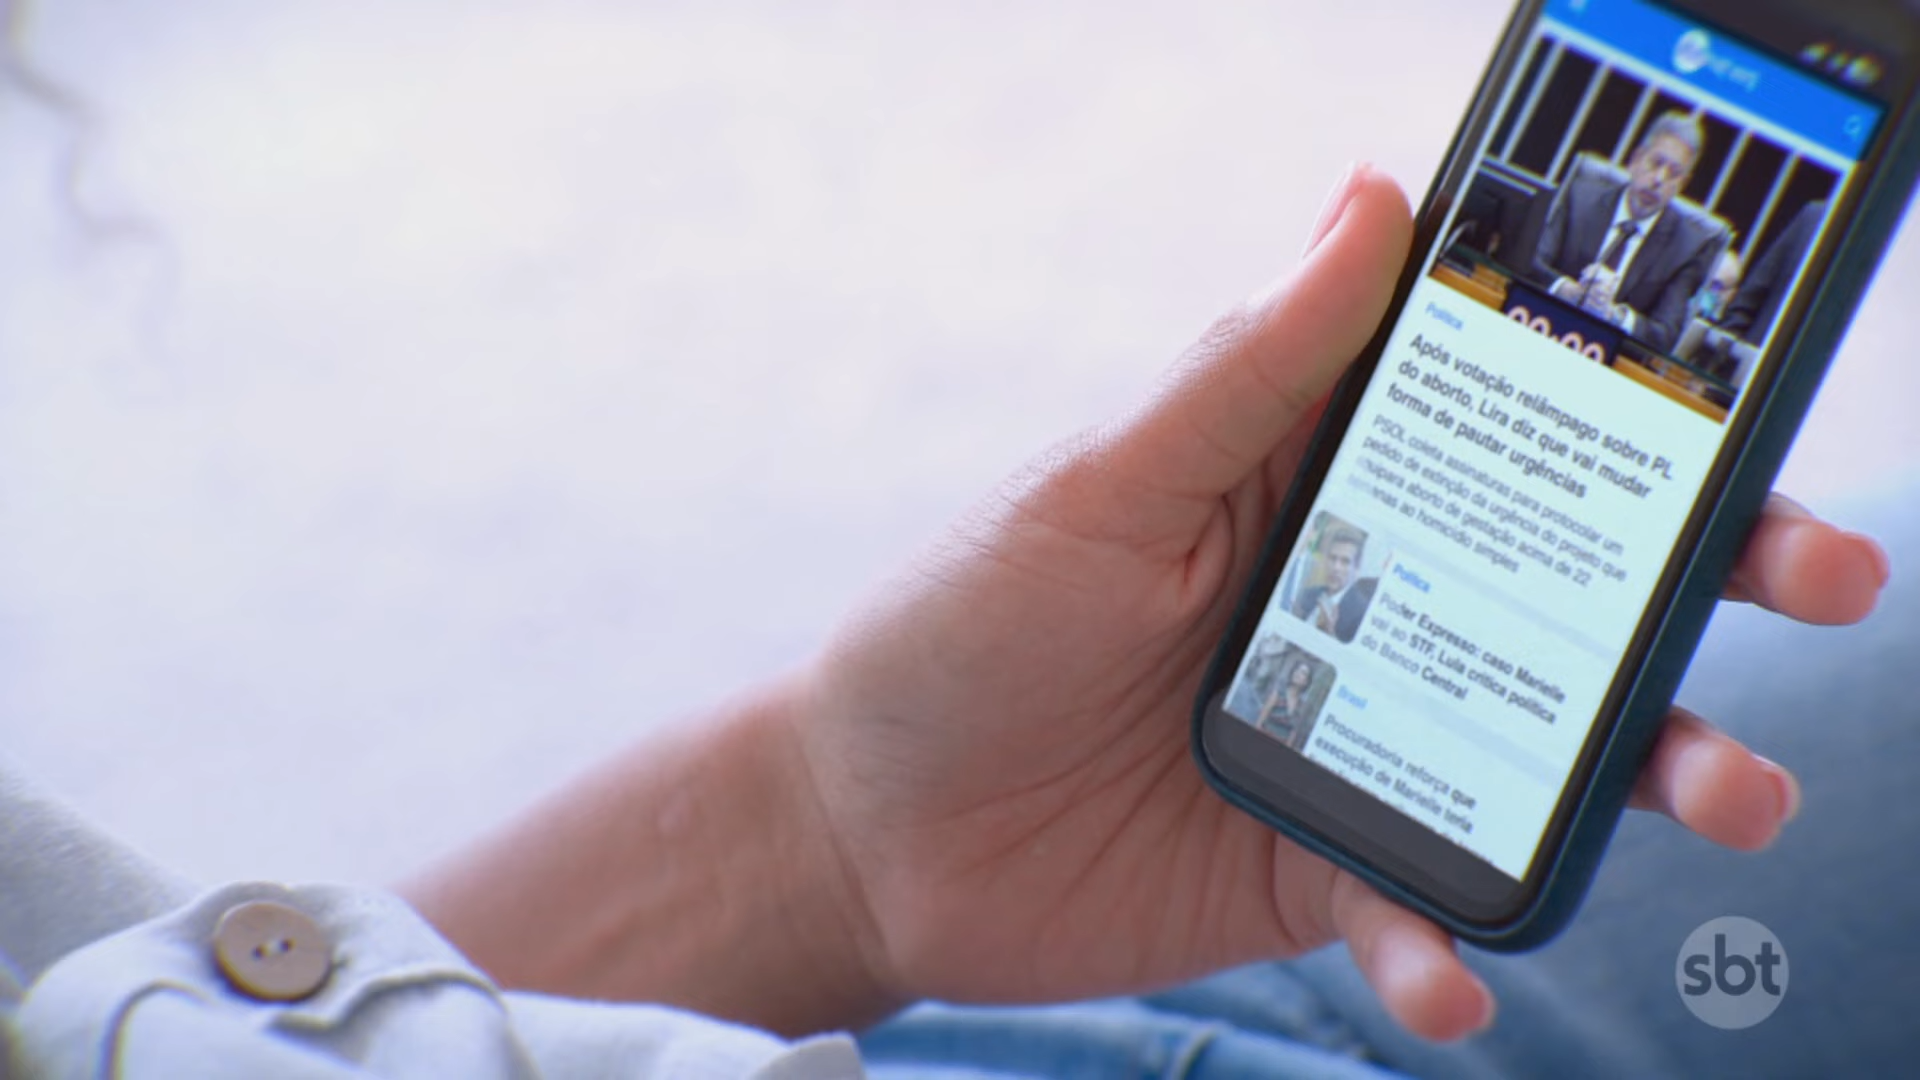 news
Política
Após votação relâmpago sobre PL
do aborto, Lira diz que vai mudar
forma de pautar urgências
PSOL coleta assinaturas para protocolar um
pedido de extinção da urgência do projeto que
equipara aborto de gestação acima de 22
semanas ao homicídio simples
00:00
Política
Poder Expresso: caso Marielle
vai ao STF, Lula critica política
do Banco Central
Brasil
Procuradoria reforça que
execução de Marielle teria
sbt